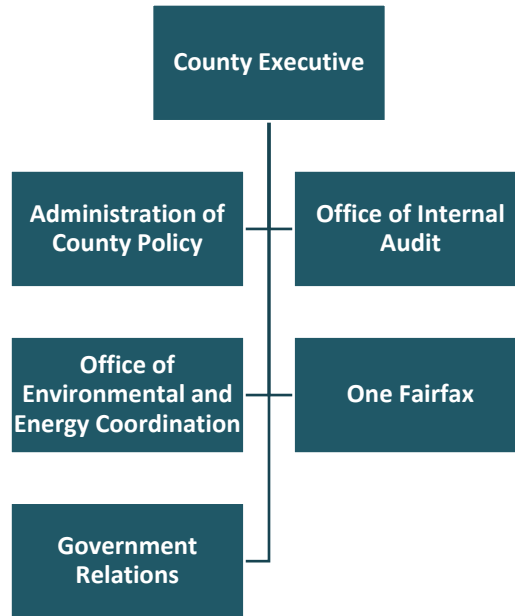 County Executive
Administration of
County Policy
Office of Internal
Audit
Office of
Environmental and
Energy Coordination
One Fairfax
Government
Relations